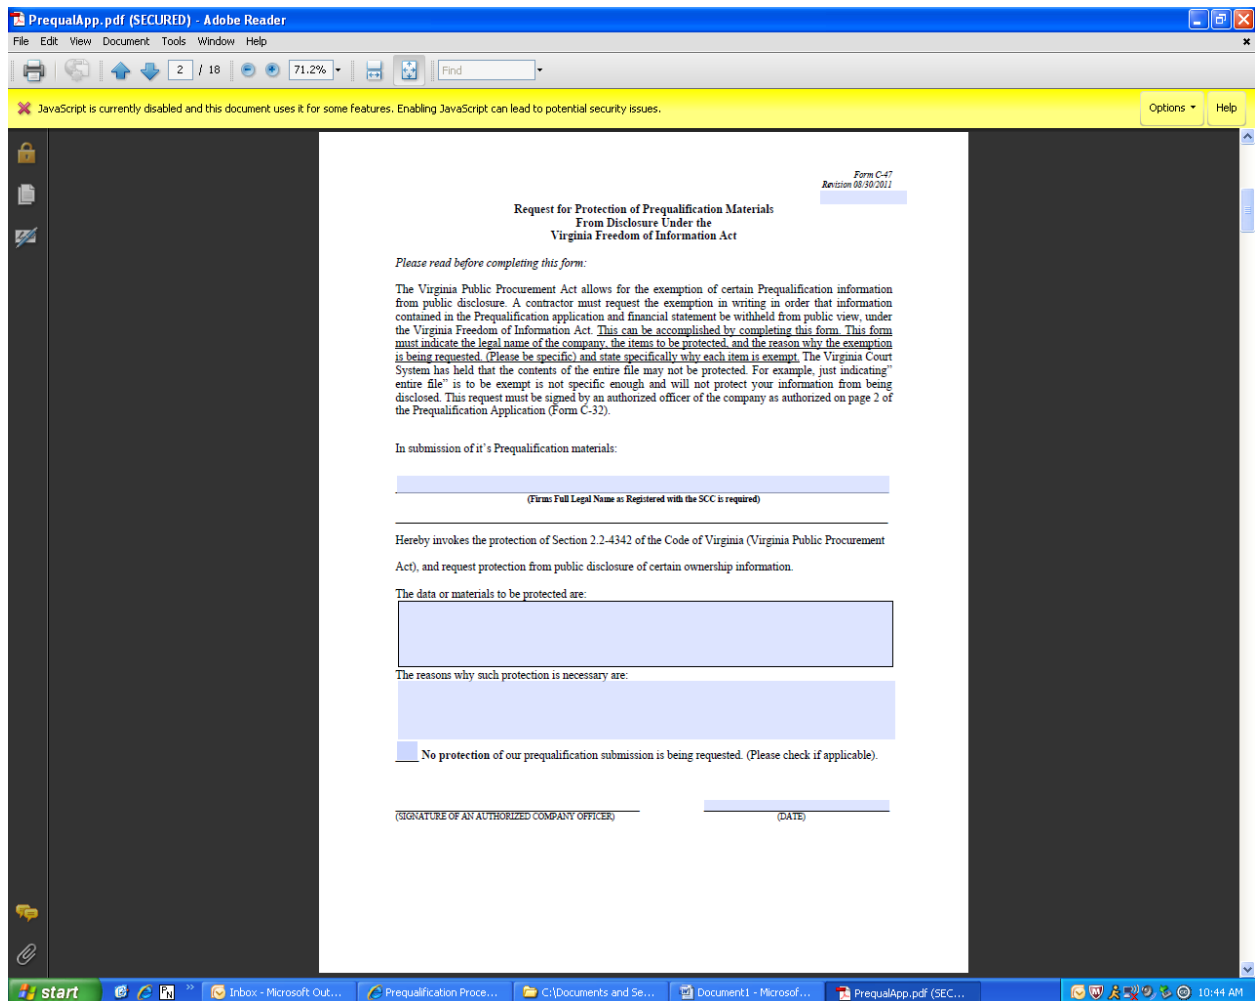 PrequalApp.pdf (SECURED) - Adobe Reader
File Edit View Document Tools Window Help
2 / 18 71.2% Find
JavaScript is currently disabled and this document uses it for some features. Enabling JavaScript can lead to potential security issues. Options Help
Form C-47
Revision 08/30/2011
Request for Protection of Prequalification Materials
From Disclosure Under the
Virginia Freedom of Information Act
Please read before completing this form:
The Virginia Public Procurement Act allows for the exemption of certain Prequalification information
from public disclosure. A contractor must request the exemption in writing in order that information
contained in the Prequalification application and financial statement be withheld from public view, under
the Virginia Freedom of Information Act. This can be accomplished by completing this form. This form
must indicate the legal name of the company, the items to be protected, and the reason why the exemption
is being requested. (Please be specific) and state specifically why each item is exempt. The Virginia Court
System has held that the contents of the entire file may not be protected. For example, just indicating”
entire file” is to be exempt is not specific enough and will not protect your information from being
disclosed. This request must be signed by an authorized officer of the company as authorized on page 2 of
the Prequalification Application (Form C-32).
In submission of it’s Prequalification materials:
(Firms Full Legal Name as Registered with the SCC is required)
Hereby invokes the protection of Section 2.2-4342 of the Code of Virginia (Virginia Public Procurement
Act), and request protection from public disclosure of certain ownership information.
The data or materials to be protected are:
The reasons why such protection is necessary are:
No protection of our prequalification submission is being requested. (Please check if applicable).
(SIGNATURE OF AN AUTHORIZED COMPANY OFFICER) (DATE)
start Inbox - Microsoft Out... Prequalification Proce... C:\Documents and Se... Document1 - Microsof... PrequalApp.pdf (SEC... 10:44 AM